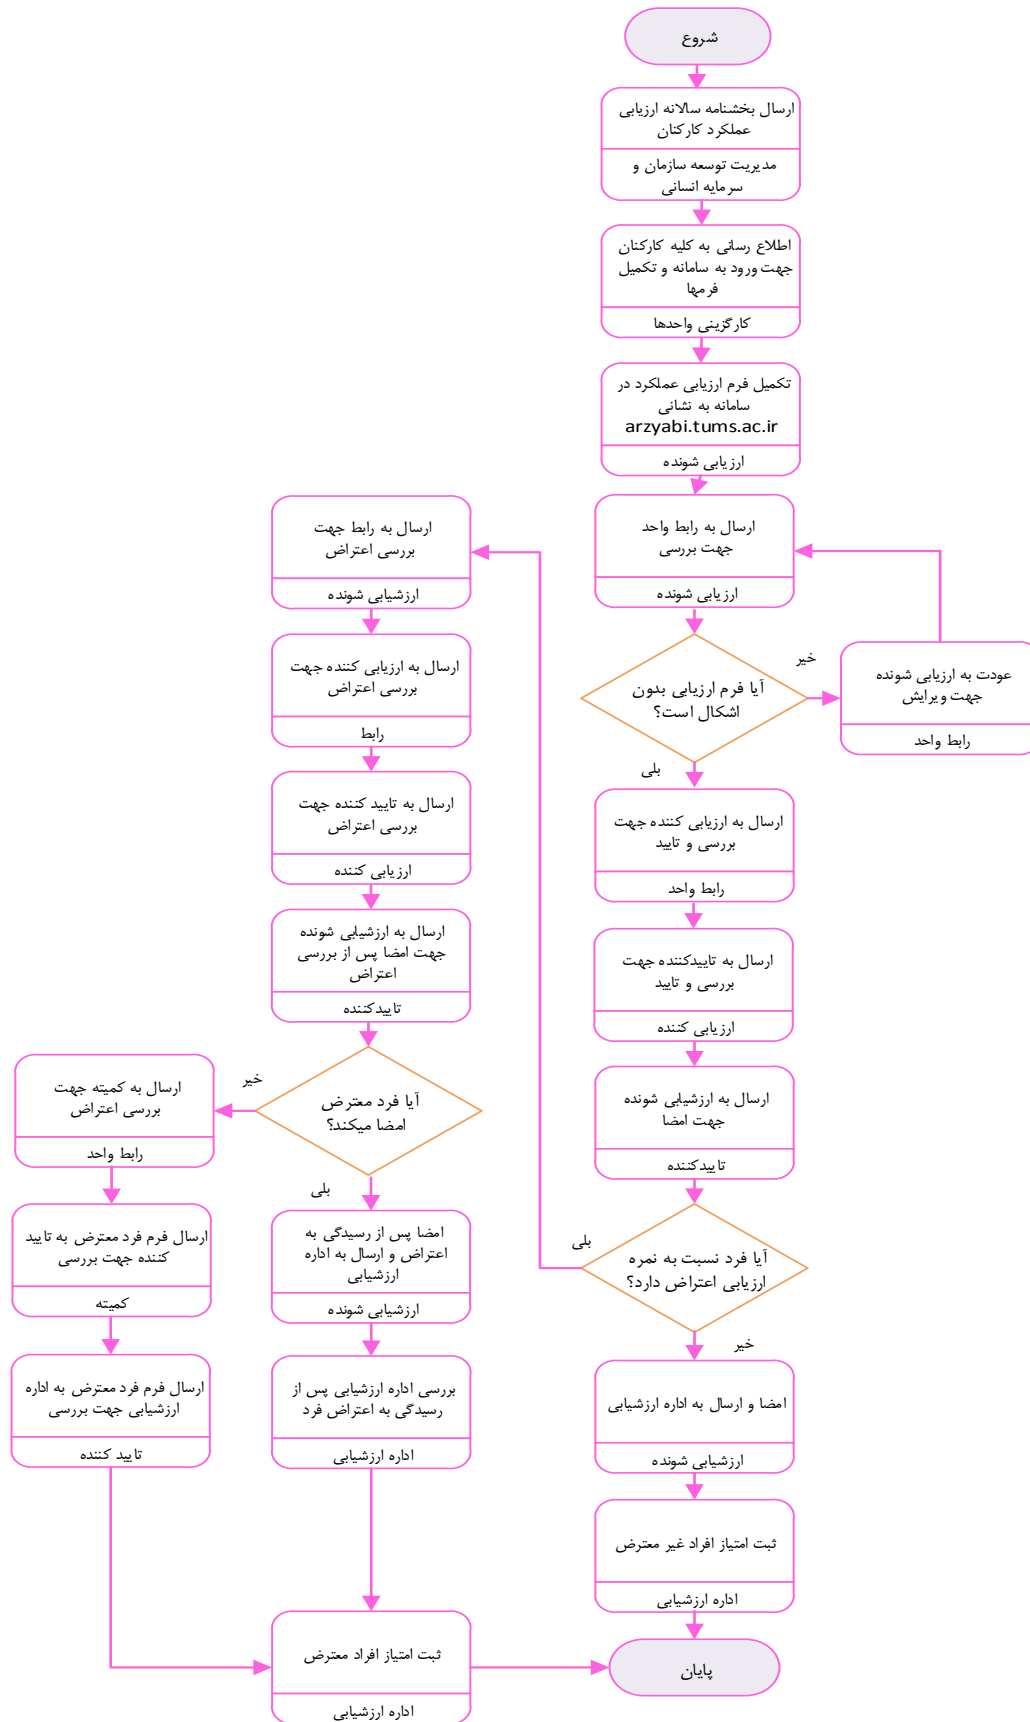 شروع
ارسال بخشنامه سالانه ارزیابی
عملکرد کارکنان
مدیریت توسعه سازمان و
سرمایه انسانی
اطلاع رسانی به کلیه کارکنان
جهت ورود به سامانه و تکمیل
فرمها
کارگزینی واحدها
تکمیل فرم ارزیابی عملکرد در
سامانه به نشانی
arzyabi.tums.ac.ir
ارزیابی شونده
ارسال به رابط واحد
جهت بررسی
ارزیابی شونده
آیا فرم ارزیابی بدون
اشکال است؟
خیر
عودت به ارزیابی شونده
جهت ویرایش
رابط واحد
بلی
ارسال به ارزیابی کننده جهت
بررسی و تایید
رابط واحد
ارسال به تاییدکننده جهت
بررسی و تایید
ارزیابی کننده
ارسال به ارزشیابی شونده
جهت امضا
تاییدکننده
آیا فرد نسبت به نمره
ارزیابی اعتراض دارد؟
بلی
خیر
امضا و ارسال به اداره ارزشیابی
ارزشیابی شونده
ثبت امتیاز افراد غیر معترض
اداره ارزشیابی
پایان
ارسال به رابط جهت
بررسی اعتراض
ارزشیابی شونده
ارسال به ارزیابی کننده جهت
بررسی اعتراض
رابط
ارسال به تایید کننده جهت
بررسی اعتراض
ارزیابی کننده
ارسال به ارزشیابی شونده
جهت امضا پس از بررسی
اعتراض
تاییدکننده
آیا فرد معترض
امضا میکند؟
خیر
بلی
امضا پس از رسیدگی به
اعتراض و ارسال به اداره
ارزشیابی
ارزشیابی شونده
بررسی اداره ارزشیابی پس از
رسیدگی به اعتراض فرد
اداره ارزشیابی
ثبت امتیاز افراد معترض
اداره ارزشیابی
ارسال به کمیته جهت
بررسی اعتراض
رابط واحد
ارسال فرم فرد معترض به تایید
کننده جهت بررسی
کمیته
ارسال فرم فرد معترض به اداره
ارزشیابی جهت بررسی
تایید کننده